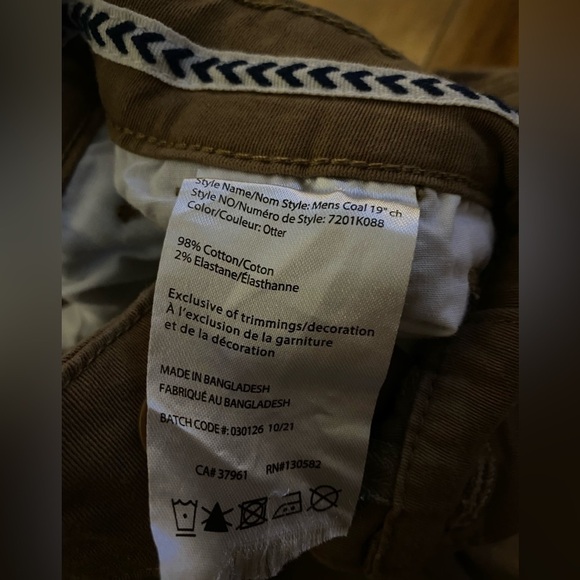 Style Name/Nom Style: Mens Coal 19" ch
Style NO/Numéro de Style: 7201K088
Color/Couleur: Otter
98% Cotton/Coton
2% Elastane/Élasthanne
Exclusive of trimmings/decoration
À l'exclusion de la garniture
et de la décoration
MADE IN BANGLADESH
FABRIQUÉ AU BANGLADESH
BATCH CODE #: 030126 10/21
CA# 37961 RN#130582